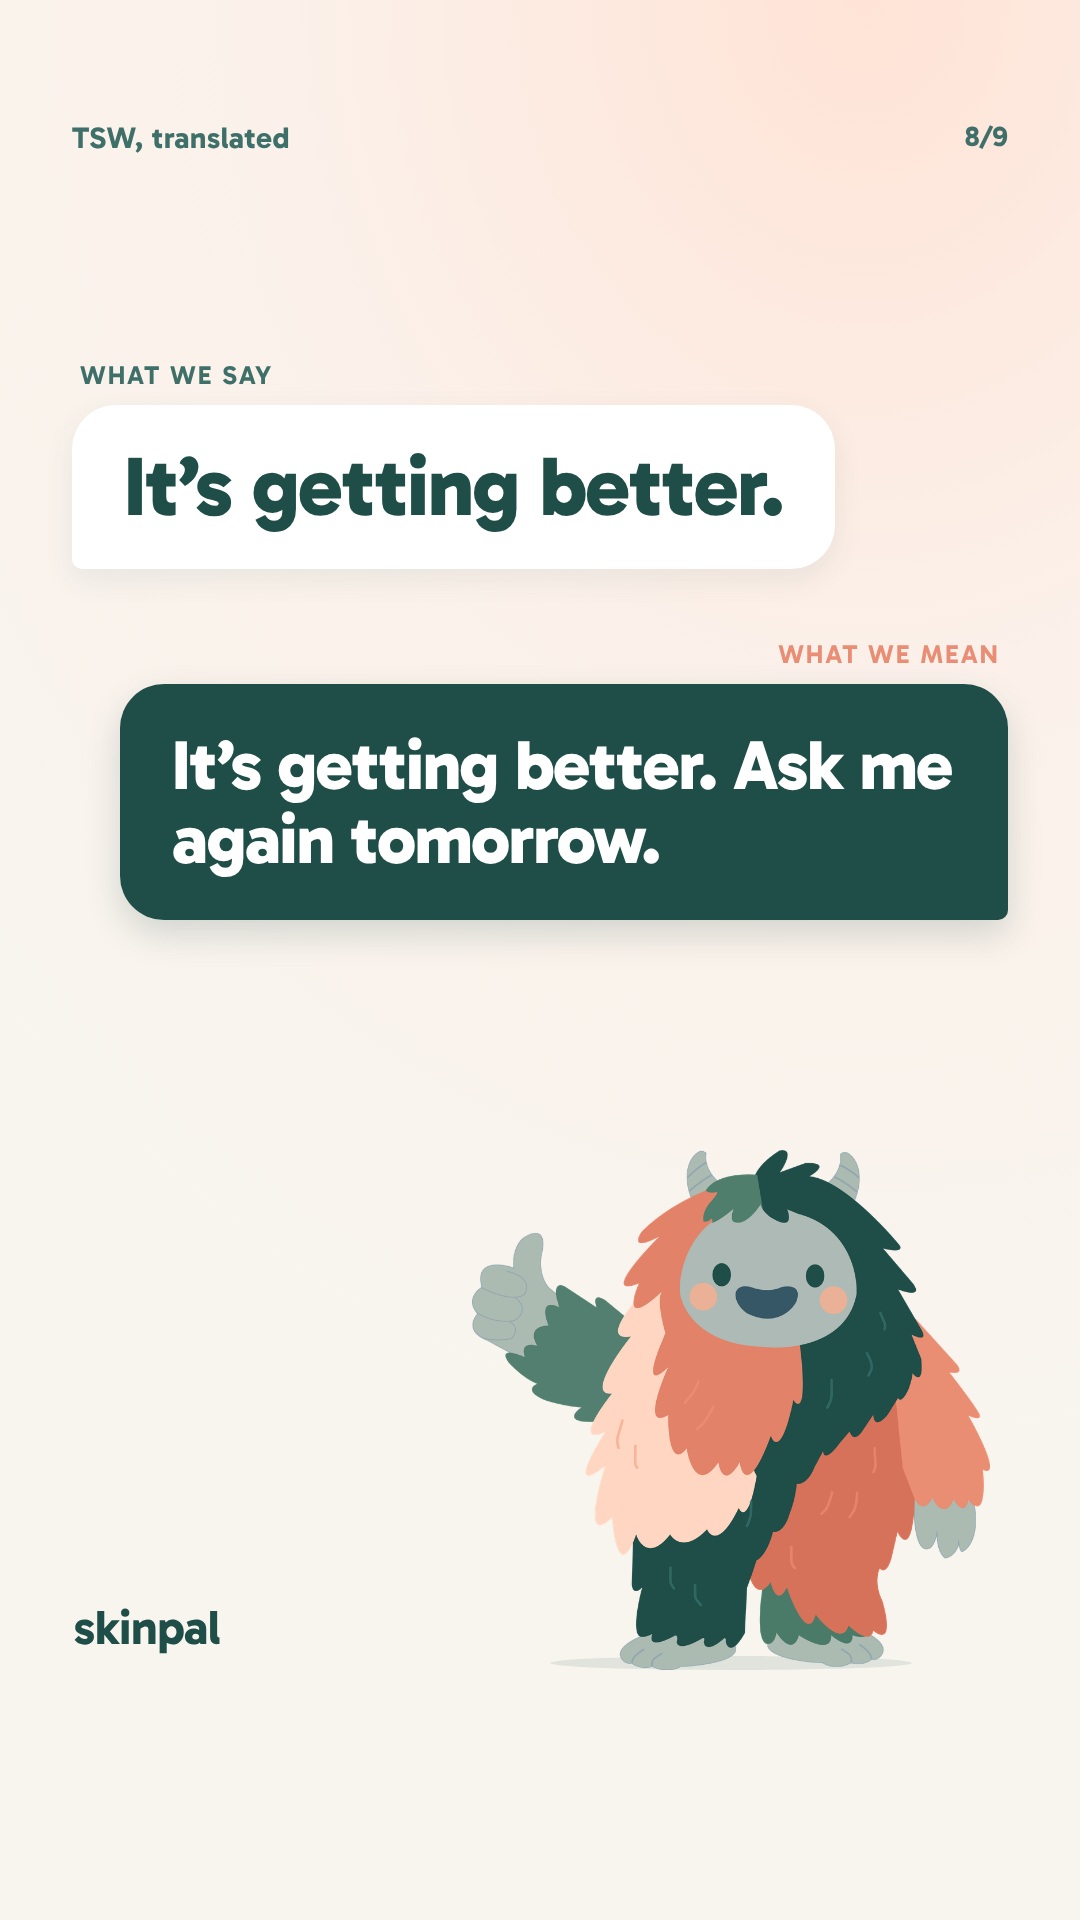 TSW, translated
8/9
WHAT WE SAY
It’s getting better.
WHAT WE MEAN
It’s getting better. Ask me
again tomorrow.
skinpal